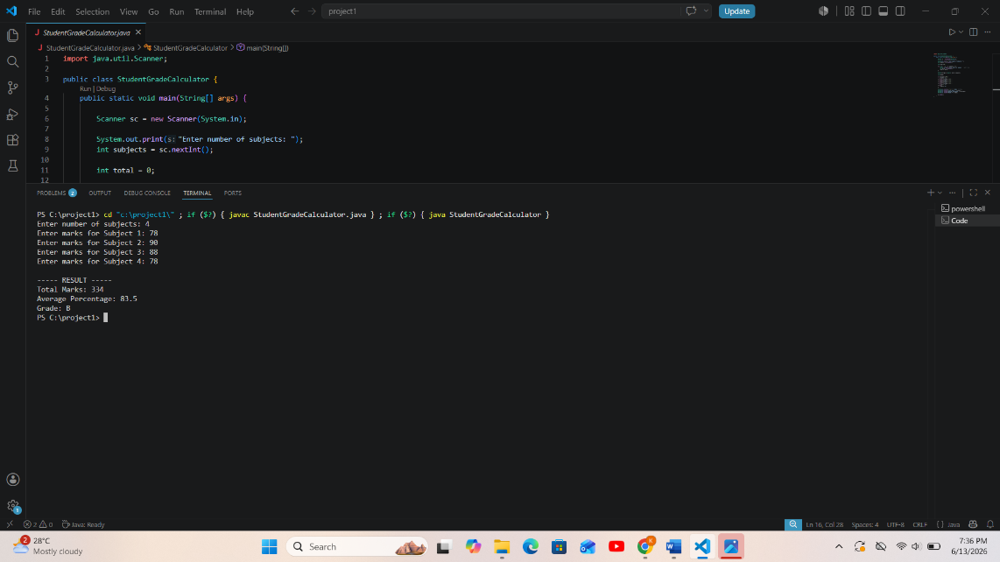 File Edit Selection View Go Run Terminal Help
project1
Update
J StudentGradeCalculator.java
J StudentGradeCalculator.java > StudentGradeCalculator > main(String[])
1 import java.util.Scanner;
2
3 public class StudentGradeCalculator {
Run | Debug
4 public static void main(String[] args) {
5
6 Scanner sc = new Scanner(System.in);
7
8 System.out.print(s: "Enter number of subjects: ");
9 int subjects = sc.nextInt();
10
11 int total = 0;
12
PROBLEMS 2 OUTPUT DEBUG CONSOLE TERMINAL PORTS
PS C:\project1> cd "c:\project1\" ; if ($?) { javac StudentGradeCalculator.java } ; if ($?) { java StudentGradeCalculator }
Enter number of subjects: 4
Enter marks for Subject 1: 78
Enter marks for Subject 2: 90
Enter marks for Subject 3: 88
Enter marks for Subject 4: 78
----- RESULT -----
Total Marks: 334
Average Percentage: 83.5
Grade: B
PS C:\project1>
powershell
Code
1
2 0 Java: Ready
Ln 16, Col 28 Spaces: 4 UTF-8 CRLF { } Java
2
28°C
Mostly cloudy
Search
7:36 PM
6/13/2026